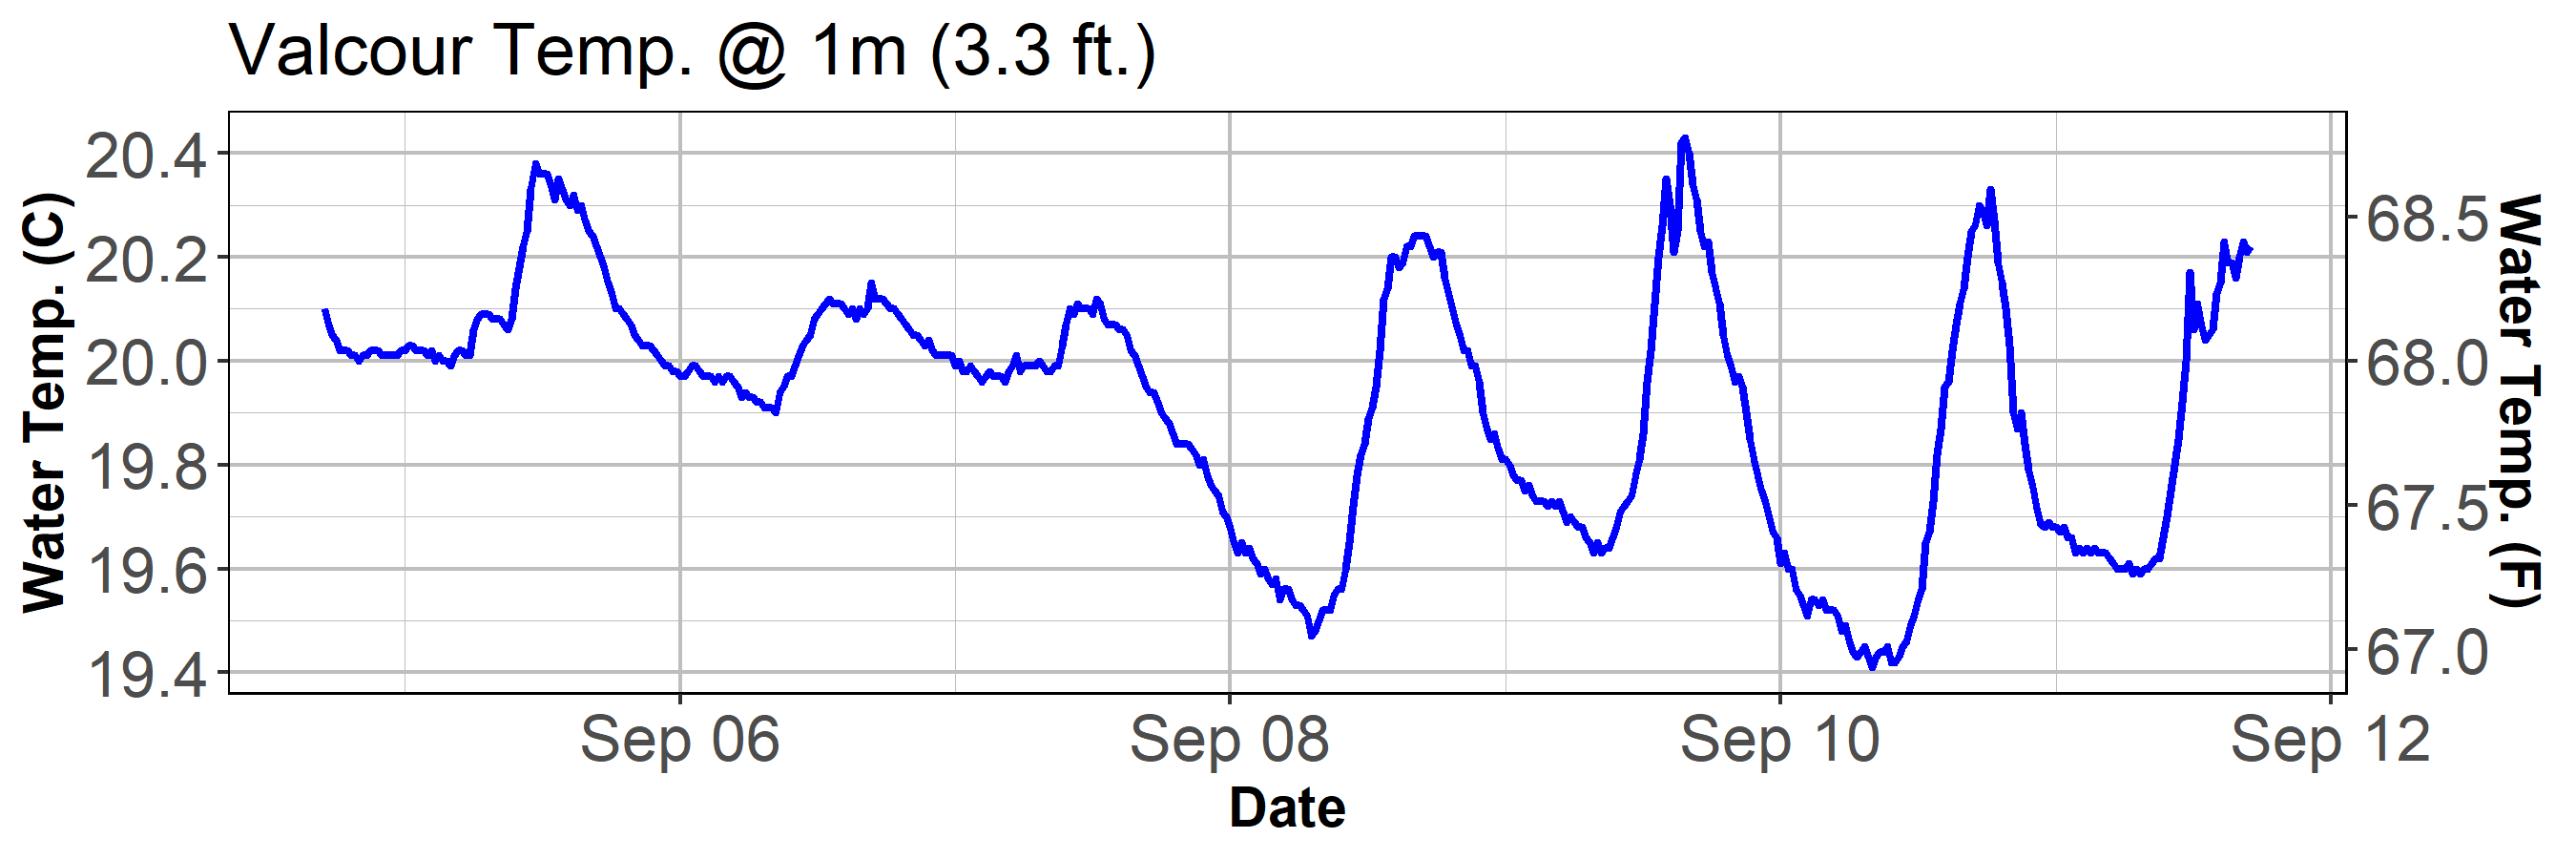 Valcour Temp. @ 1m (3.3 ft.)
Water Temp. (C)
20.4
20.2
20.0
19.8
19.6
19.4
68.5
68.0
67.5
67.0
Water Temp. (F)
Sep 06
Sep 08
Sep 10
Sep 12
Date